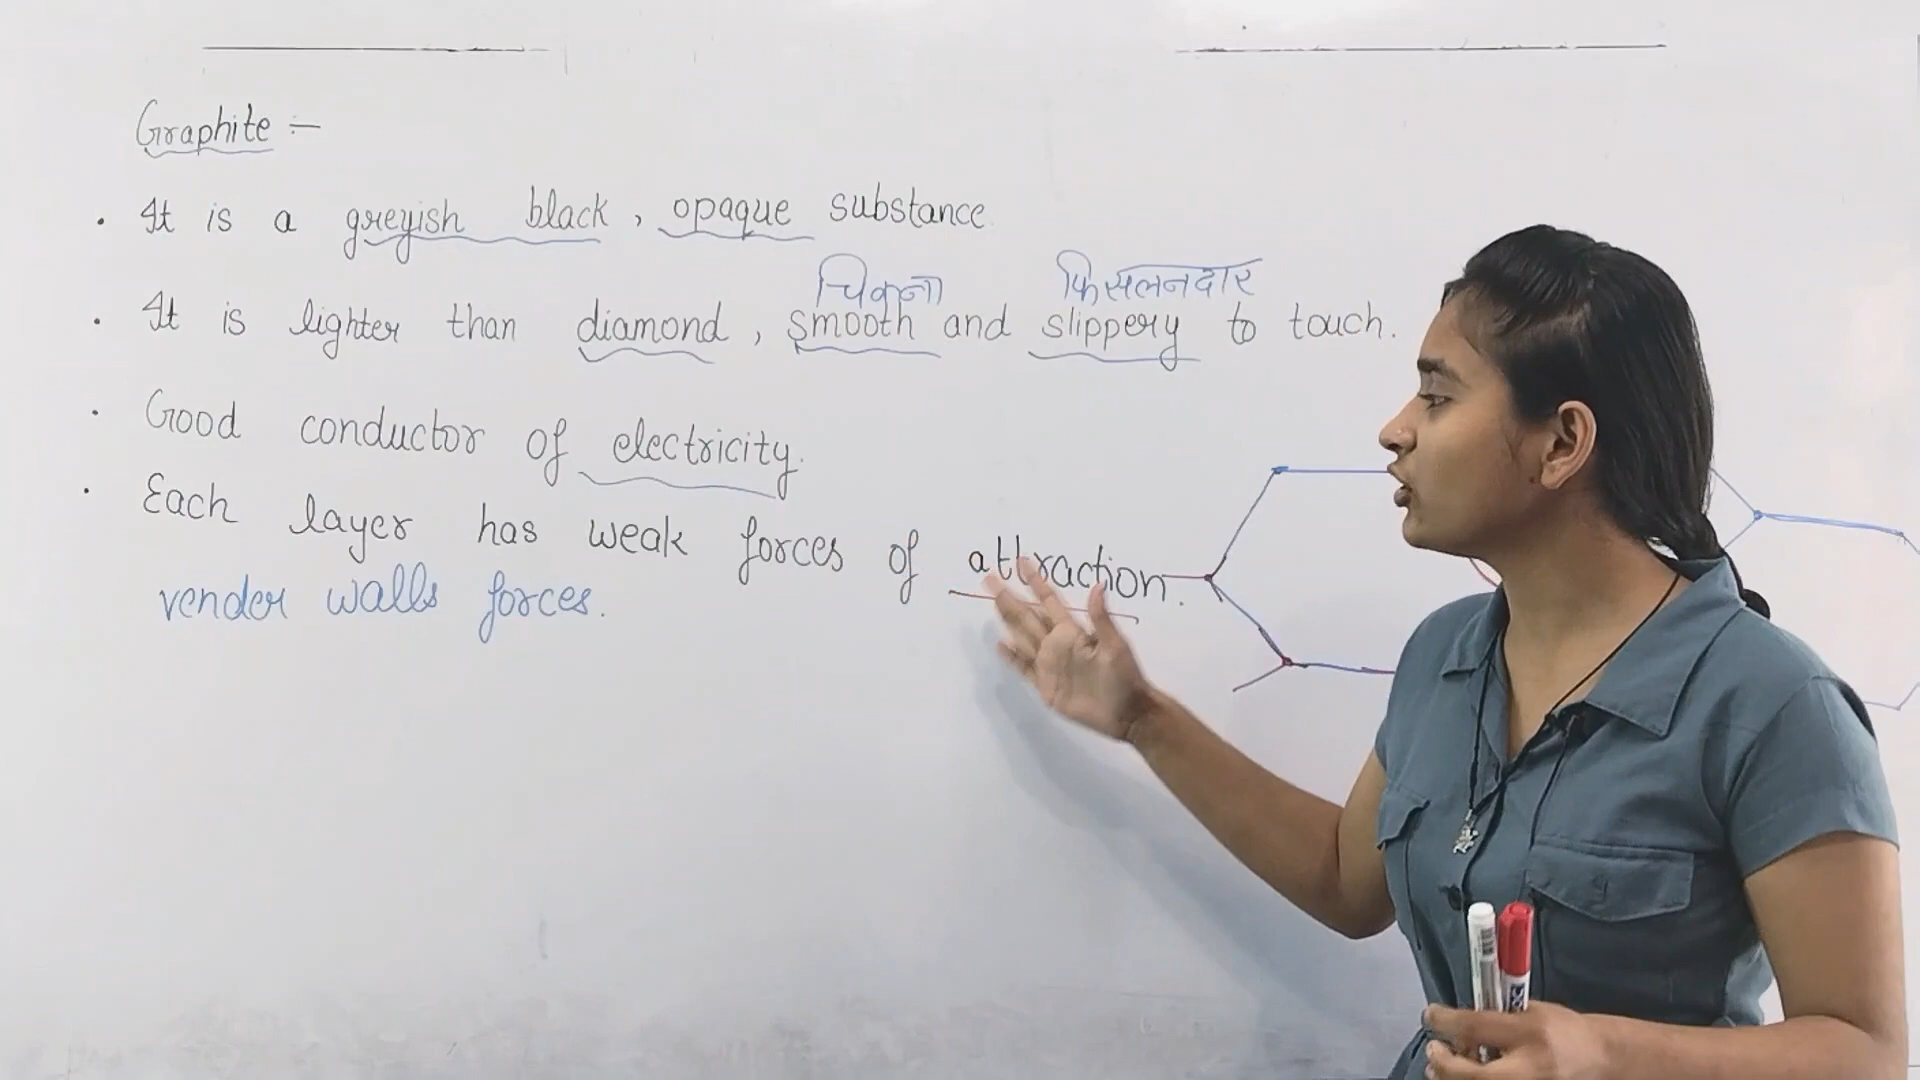 Graphite :-
. It is a greyish black, opaque substance.
चिकना फिसलनदार
. It is lighter than diamond, smooth and slippery to touch.
. Good conductor of electricity.
. Each layer has weak forces of attraction.
vender walls forces.